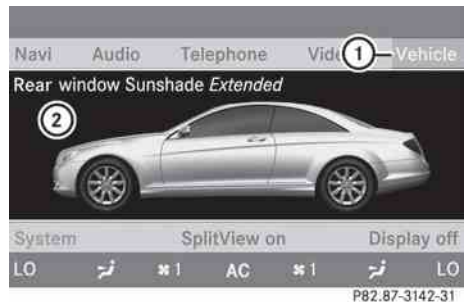 Navi Audio Telephone Vide 1 Vehicle
Rear window Sunshade Extended
2
System SplitView on Display off
LO 1 AC 1 LO
P82.87-3142-31